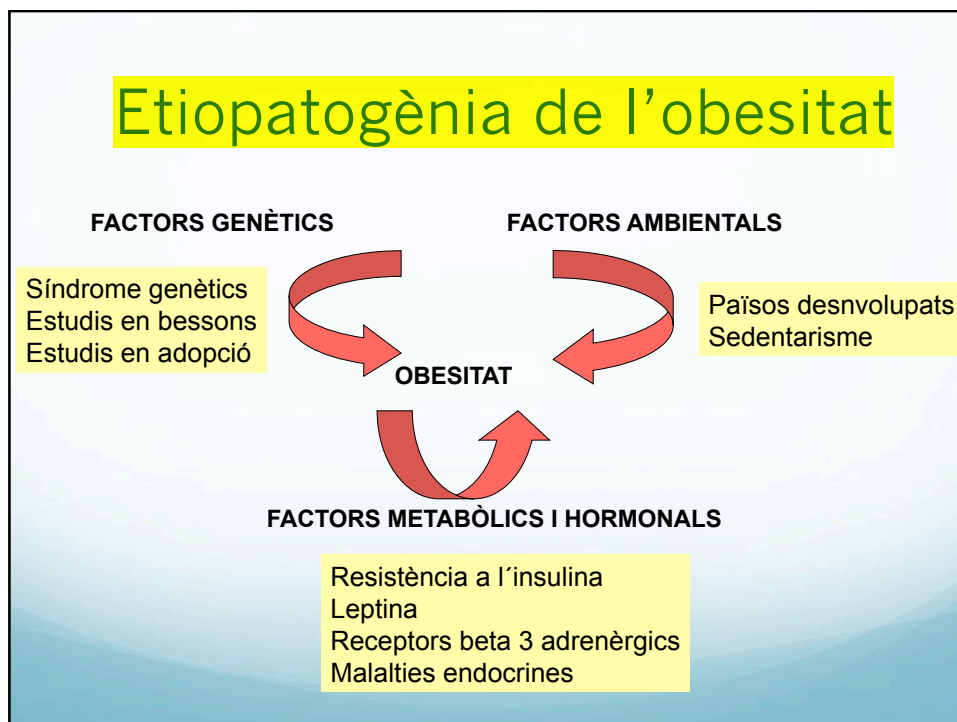 Etiopatogènia de l’obesitat
FACTORS GENÈTICS
FACTORS AMBIENTALS
Síndrome genètics
Estudis en bessons
Estudis en adopció
Països desnvolupats
Sedentarisme
OBESITAT
FACTORS METABÒLICS I HORMONALS
Resistència a l´insulina
Leptina
Receptors beta 3 adrenèrgics
Malalties endocrines